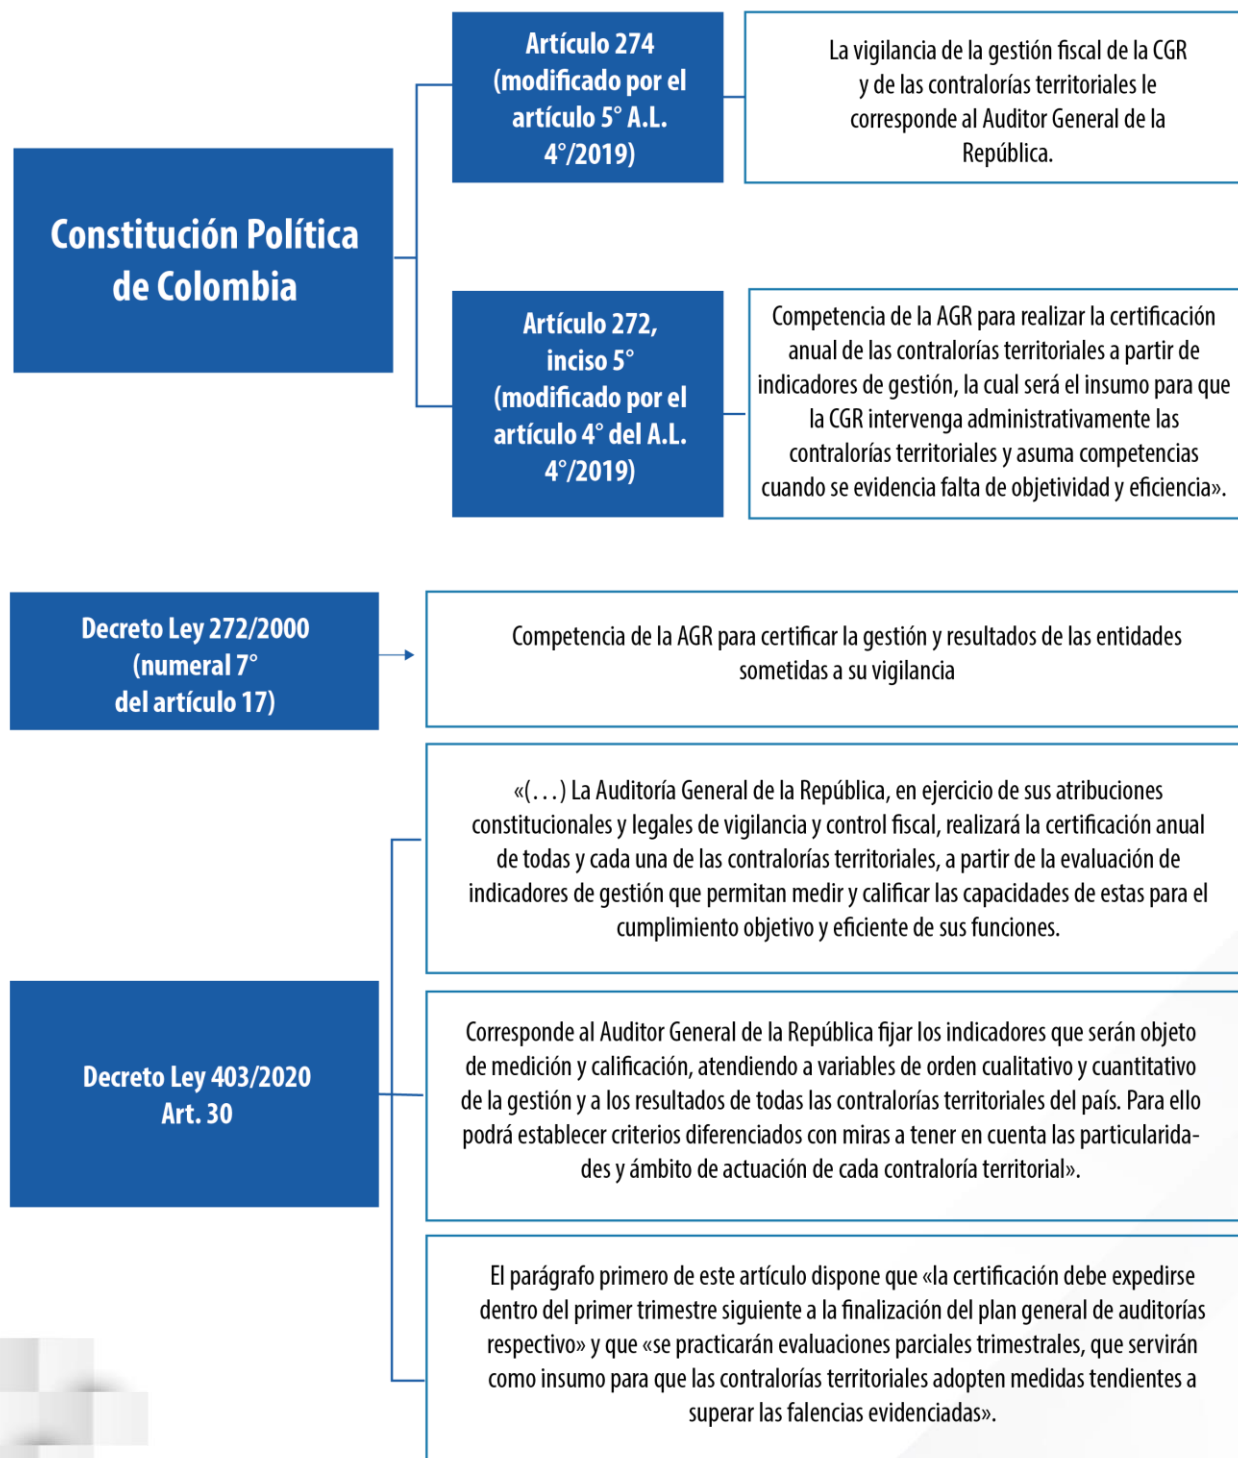 Constitución Política
de Colombia
Artículo 274
(modificado por el
artículo 5° A.L.
4°/2019)
La vigilancia de la gestión fiscal de la CGR
y de las contralorías territoriales le
corresponde al Auditor General de la
República.
Artículo 272,
inciso 5°
(modificado por el
artículo 4° del A.L.
4°/2019)
Competencia de la AGR para realizar la certificación
anual de las contralorías territoriales a partir de
indicadores de gestión, la cual será el insumo para que
la CGR intervenga administrativamente las
contralorías territoriales y asuma competencias
cuando se evidencia falta de objetividad y eficiencia».
Decreto Ley 272/2000
(numeral 7°
del artículo 17)
Competencia de la AGR para certificar la gestión y resultados de las entidades
sometidas a su vigilancia
Decreto Ley 403/2020
Art. 30
«(...) La Auditoría General de la República, en ejercicio de sus atribuciones
constitucionales y legales de vigilancia y control fiscal, realizará la certificación anual
de todas y cada una de las contralorías territoriales, a partir de la evaluación de
indicadores de gestión que permitan medir y calificar las capacidades de estas para el
cumplimiento objetivo y eficiente de sus funciones.
Corresponde al Auditor General de la República fijar los indicadores que serán objeto
de medición y calificación, atendiendo a variables de orden cualitativo y cuantitativo
de la gestión y a los resultados de todas las contralorías territoriales del país. Para ello
podrá establecer criterios diferenciados con miras a tener en cuenta las particularida-
des y ámbito de actuación de cada contraloría territorial».
El parágrafo primero de este artículo dispone que «la certificación debe expedirse
dentro del primer trimestre siguiente a la finalización del plan general de auditorías
respectivo» y que «se practicarán evaluaciones parciales trimestrales, que servirán
como insumo para que las contralorías territoriales adopten medidas tendientes a
superar las falencias evidenciadas».